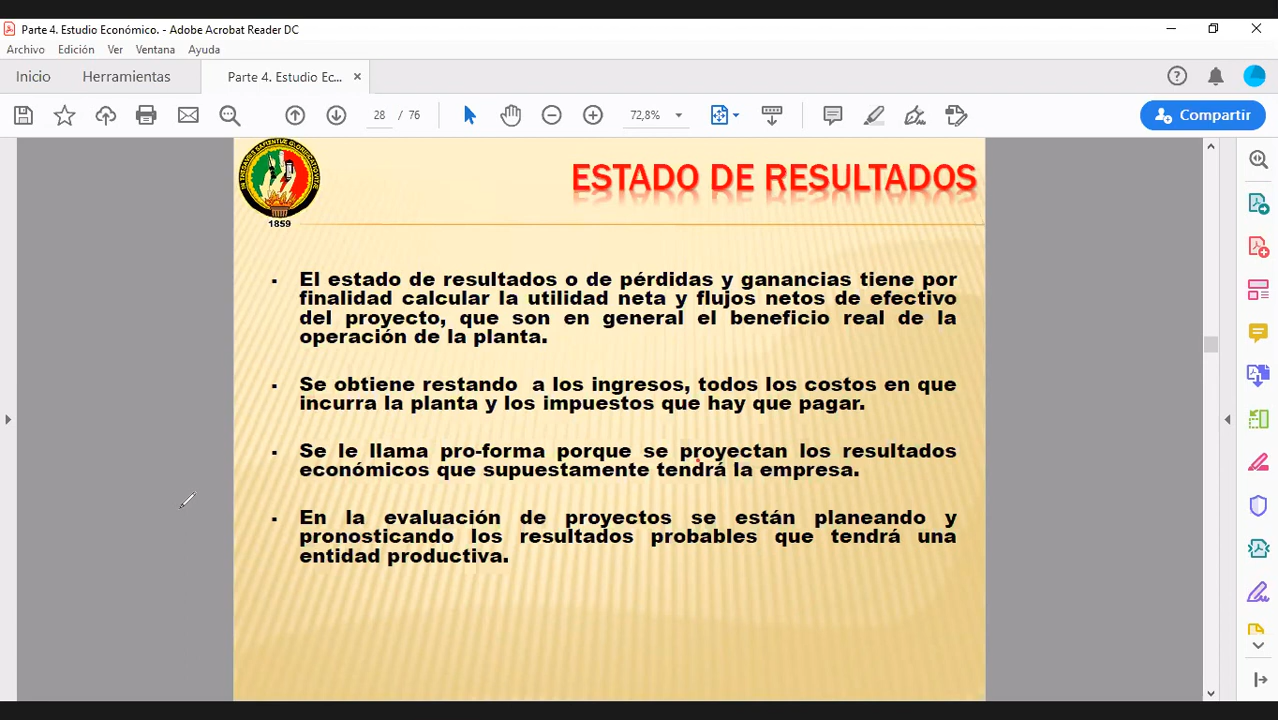 Parte 4. Estudio Económico. - Adobe Acrobat Reader DC
Archivo Edición Ver Ventana Ayuda
Inicio Herramientas Parte 4. Estudio Ec... ×
28 / 76 72,8% Compartir
ESTADO DE RESULTADOS
1859
▪ El estado de resultados o de pérdidas y ganancias tiene por
finalidad calcular la utilidad neta y flujos netos de efectivo
del proyecto, que son en general el beneficio real de la
operación de la planta.
▪ Se obtiene restando a los ingresos, todos los costos en que
incurra la planta y los impuestos que hay que pagar.
▪ Se le llama pro-forma porque se proyectan los resultados
económicos que supuestamente tendrá la empresa.
▪ En la evaluación de proyectos se están planeando y
pronosticando los resultados probables que tendrá una
entidad productiva.